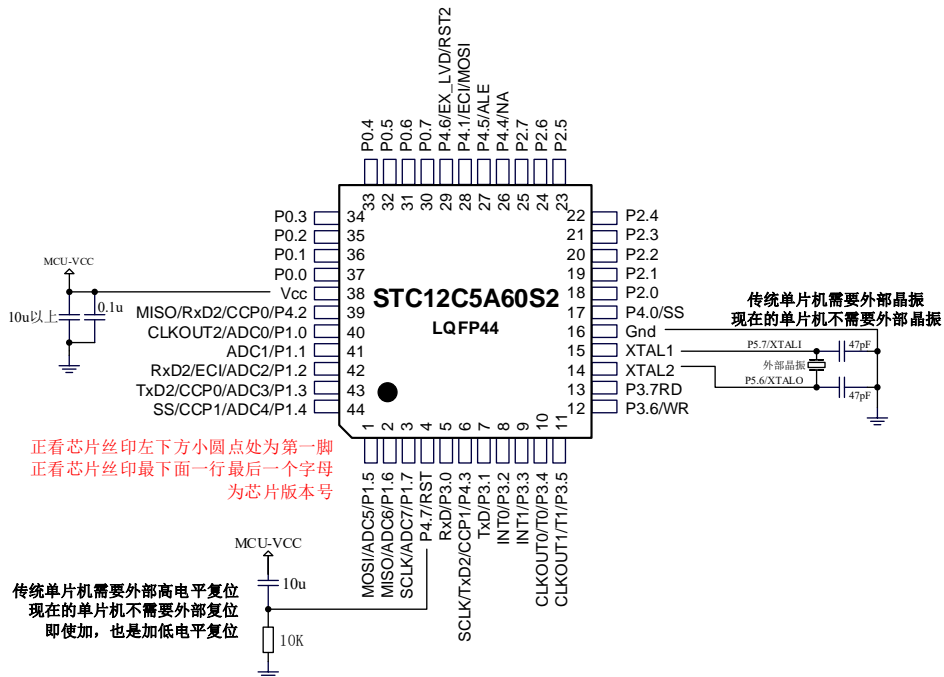 P0.4
P0.5
P0.6
P0.7
P4.6/EX_LVD/RST2
P4.1/ECI/MOSI
P4.5/ALE
P4.4/NA
P2.7
P2.6
P2.5
33
32
31
30
29
28
27
26
25
24
23
P0.3 34
P0.2 35
P0.1 36
P0.0 37
Vcc 38
MISO/RxD2/CCP0/P4.2 39
CLKOUT2/ADC0/P1.0 40
ADC1/P1.1 41
RxD2/ECI/ADC2/P1.2 42
TxD2/CCP0/ADC3/P1.3 43
SS/CCP1/ADC4/P1.4 44
MCU-VCC
10u以上
0.1u
STC12C5A60S2
LQFP44
22 P2.4
21 P2.3
20 P2.2
19 P2.1
18 P2.0
17 P4.0/SS
16 Gnd
15 XTAL1
14 XTAL2
13 P3.7RD
12 P3.6/WR
传统单片机需要外部晶振
现在的单片机不需要外部晶振
P5.7/XTALI
47pF
外部晶振
P5.6/XTALO
47pF
正看芯片丝印左下方小圆点处为第一脚
正看芯片丝印最下面一行最后一个字母
为芯片版本号
1
2
3
4
5
6
7
8
9
10
11
MOSI/ADC5/P1.5
MISO/ADC6/P1.6
SCLK/ADC7/P1.7
P4.7/RST
RxD/P3.0
SCLK/TxD2/CCP1/P4.3
TxD/P3.1
INT0/P3.2
INT1/P3.3
CLKOUT0/T0/P3.4
CLKOUT1/T1/P3.5
MCU-VCC
10u
传统单片机需要外部高电平复位
现在的单片机不需要外部复位
即使加，也是加低电平复位
10K